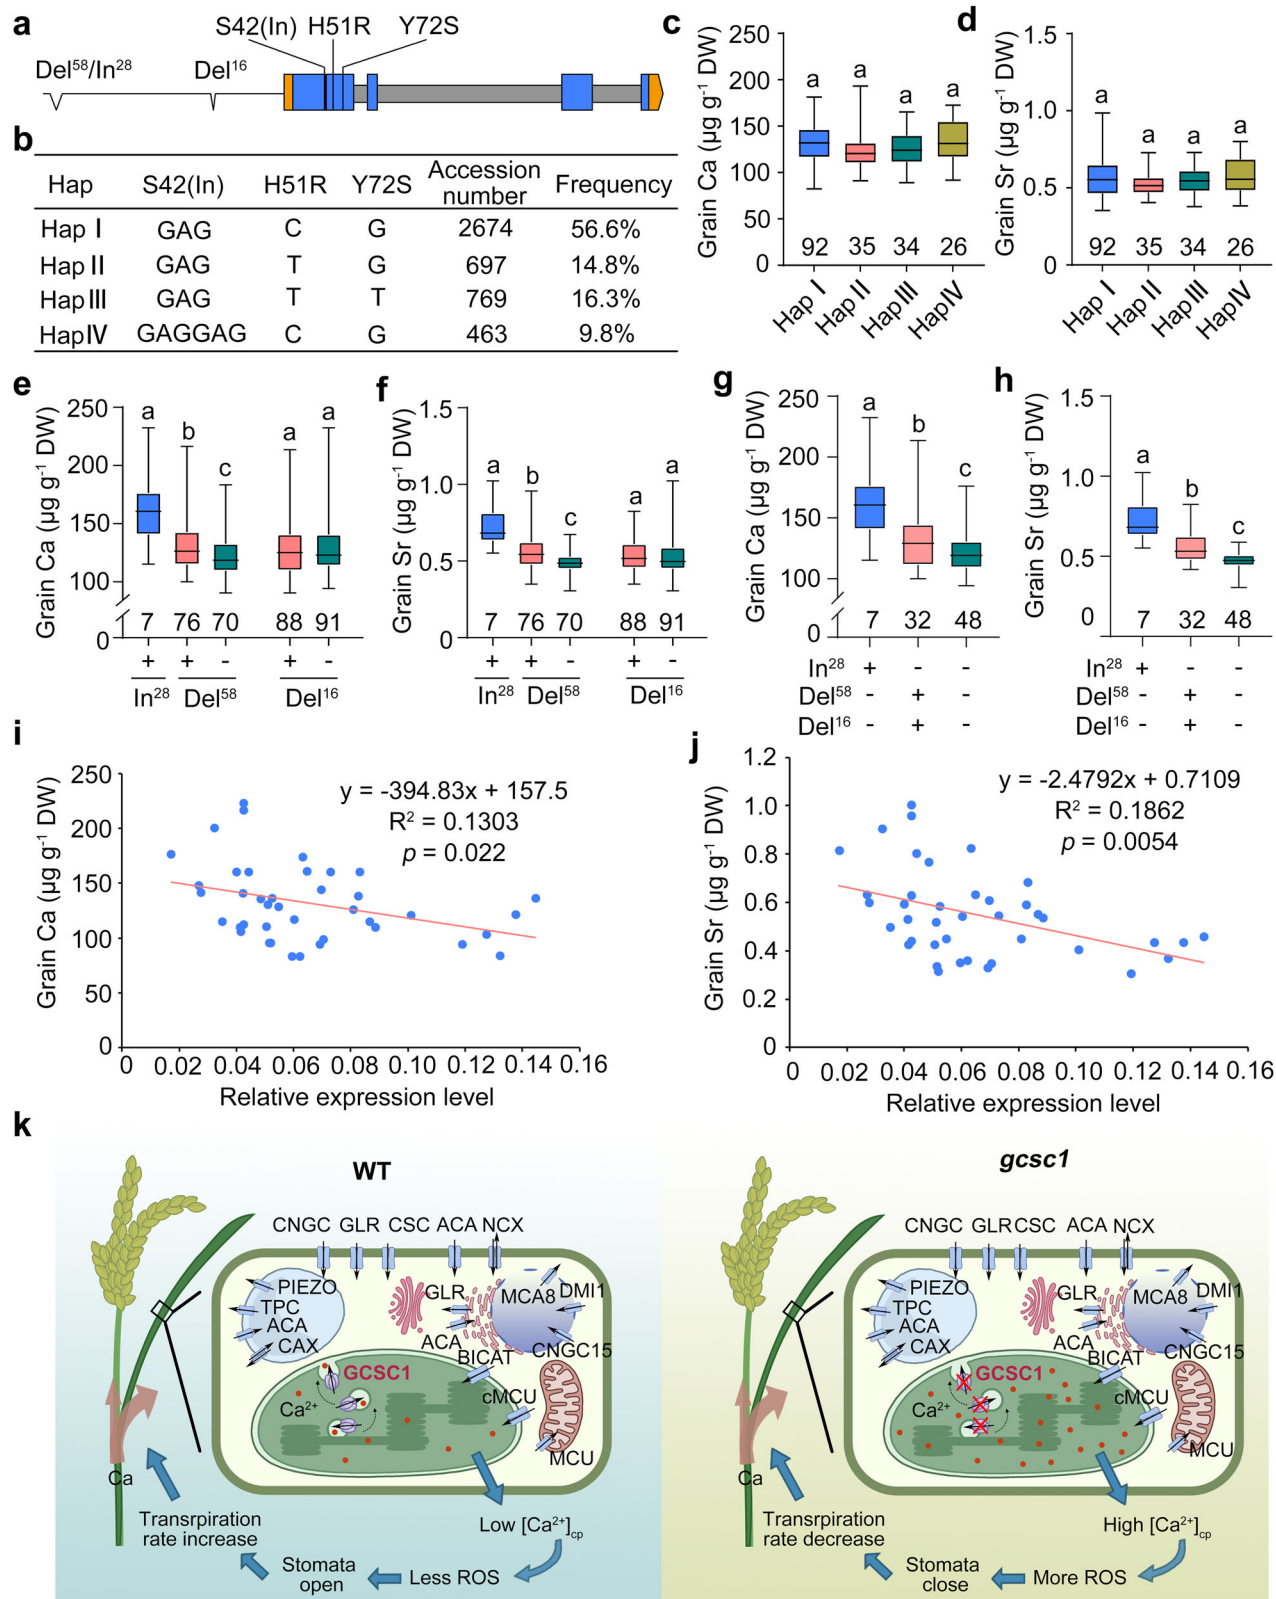 a
S42(In) H51R Y72S
Del⁵⁸/In²⁸ Del¹⁶
b
Hap S42(In) H51R Y72S Accession number Frequency
Hap I GAG C G 2674 56.6%
Hap II GAG T G 697 14.8%
Hap III GAG T T 769 16.3%
Hap IV GAGGAG C G 463 9.8%
c
Grain Ca (µg g⁻¹ DW)
250
200
150
100
50
0
a a a a
92 35 34 26
Hap I Hap II Hap III Hap IV
d
Grain Sr (µg g⁻¹ DW)
1.5
1.0
0.5
0
a a a a
92 35 34 26
Hap I Hap II Hap III Hap IV
e
Grain Ca (µg g⁻¹ DW)
250
200
150
100
0
a b c a a
7 76 70 88 91
+ + - + -
In²⁸ Del⁵⁸ Del¹⁶
f
Grain Sr (µg g⁻¹ DW)
1.5
1.0
0.5
0
a b c a a
7 76 70 88 91
+ + - + -
In²⁸ Del⁵⁸ Del¹⁶
g
Grain Ca (µg g⁻¹ DW)
250
200
150
100
0
a b c
7 32 48
In²⁸ + - -
Del⁵⁸ - + -
Del¹⁶ - + -
h
Grain Sr (µg g⁻¹ DW)
1.5
1.0
0.5
0
a b c
7 32 48
In²⁸ + - -
Del⁵⁸ - + -
Del¹⁶ - + -
i
Grain Ca (µg g⁻¹ DW)
250
200
150
100
50
0
y = -394.83x + 157.5
R² = 0.1303
p = 0.022
0 0.02 0.04 0.06 0.08 0.10 0.12 0.14 0.16
Relative expression level
j
Grain Sr (µg g⁻¹ DW)
1.2
1.0
0.8
0.6
0.4
0.2
0
y = -2.4792x + 0.7109
R² = 0.1862
p = 0.0054
0 0.02 0.04 0.06 0.08 0.10 0.12 0.14 0.16
Relative expression level
k
WT
CNGC GLR CSC ACA NCX
PIEZO
TPC
ACA
CAX
GLR
ACA
MCA8
DMI1
CNGC15
BICAT
GCSC1
Ca²⁺
cMCU
MCU
Ca
Low [Ca²⁺]cp
Less ROS
Stomata
open
Transrpiration
rate increase
gcsc1
CNGC GLR CSC ACA NCX
PIEZO
TPC
ACA
CAX
GLR
ACA
MCA8
DMI1
CNGC15
BICAT
GCSC1
Ca²⁺
cMCU
MCU
Ca
High [Ca²⁺]cp
More ROS
Stomata
close
Transrpiration
rate decrease